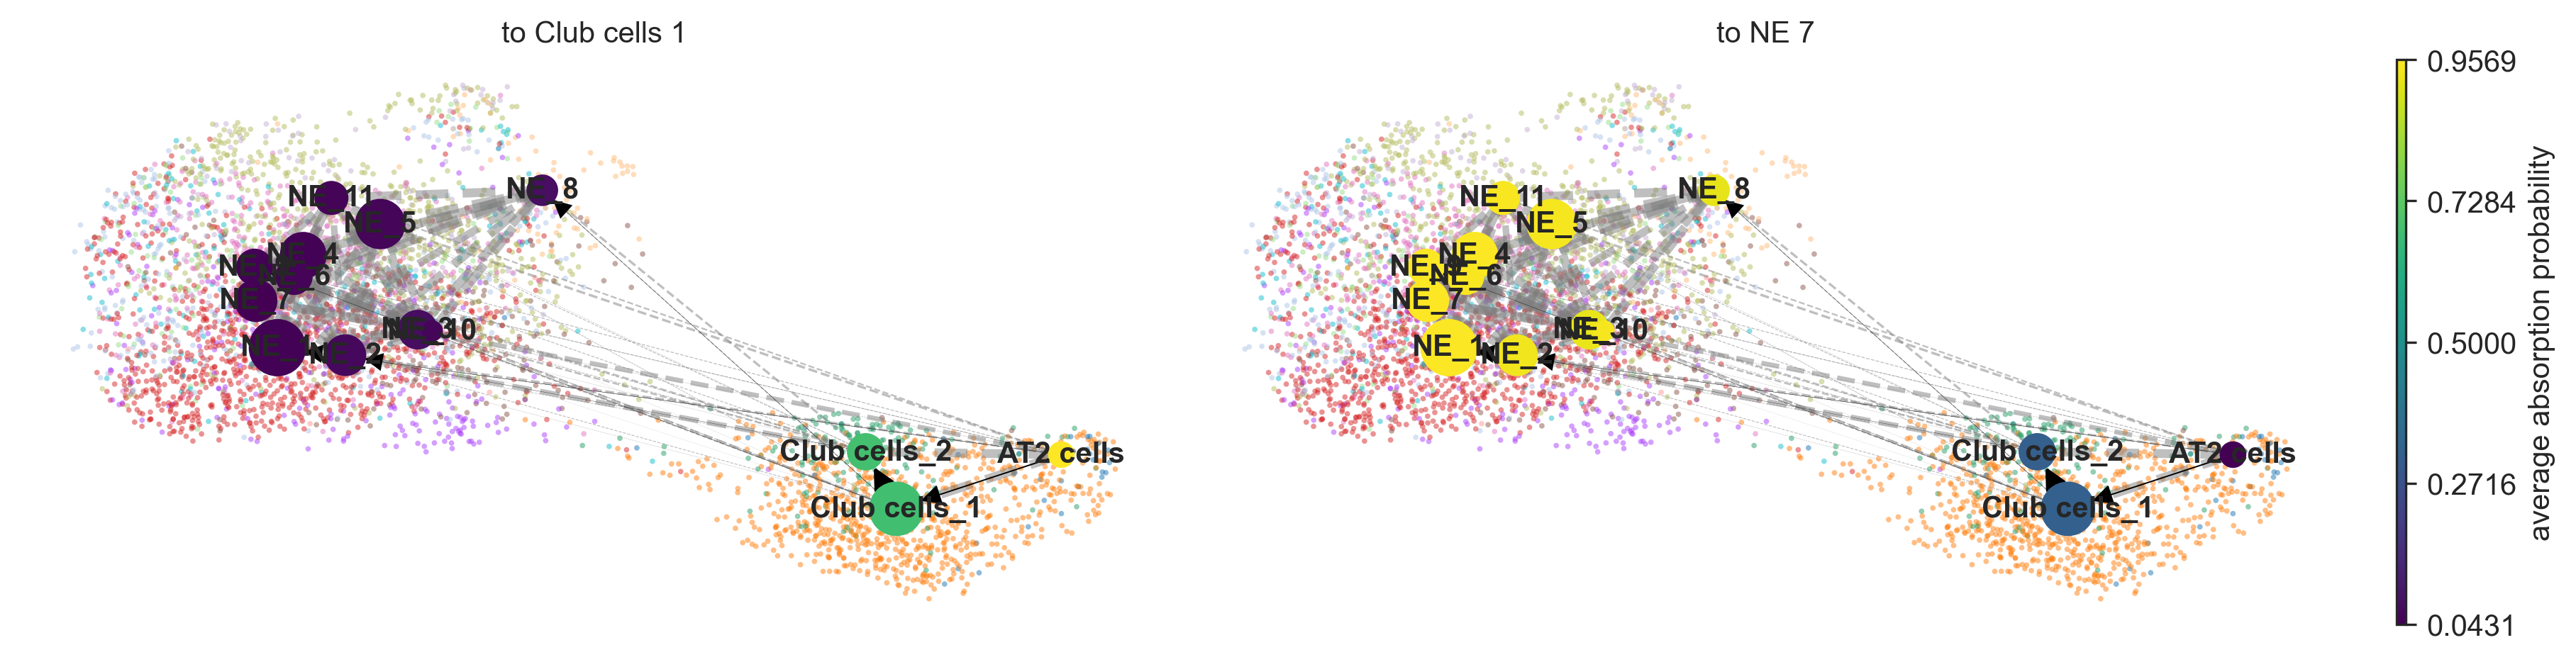 to Club cells 1
NE_11
NE_8
NE_5
NE_4
NE_6
NE_7
NE_3
NE_10
NE_1
NE_2
Club cells_2
AT2 cells
Club cells_1
to NE 7
NE_11
NE_8
NE_5
NE_4
NE_6
NE_7
NE_3
NE_10
NE_1
NE_2
Club cells_2
AT2 cells
Club cells_1
0.9569
0.7284
0.5000
0.2716
0.0431
average absorption probability